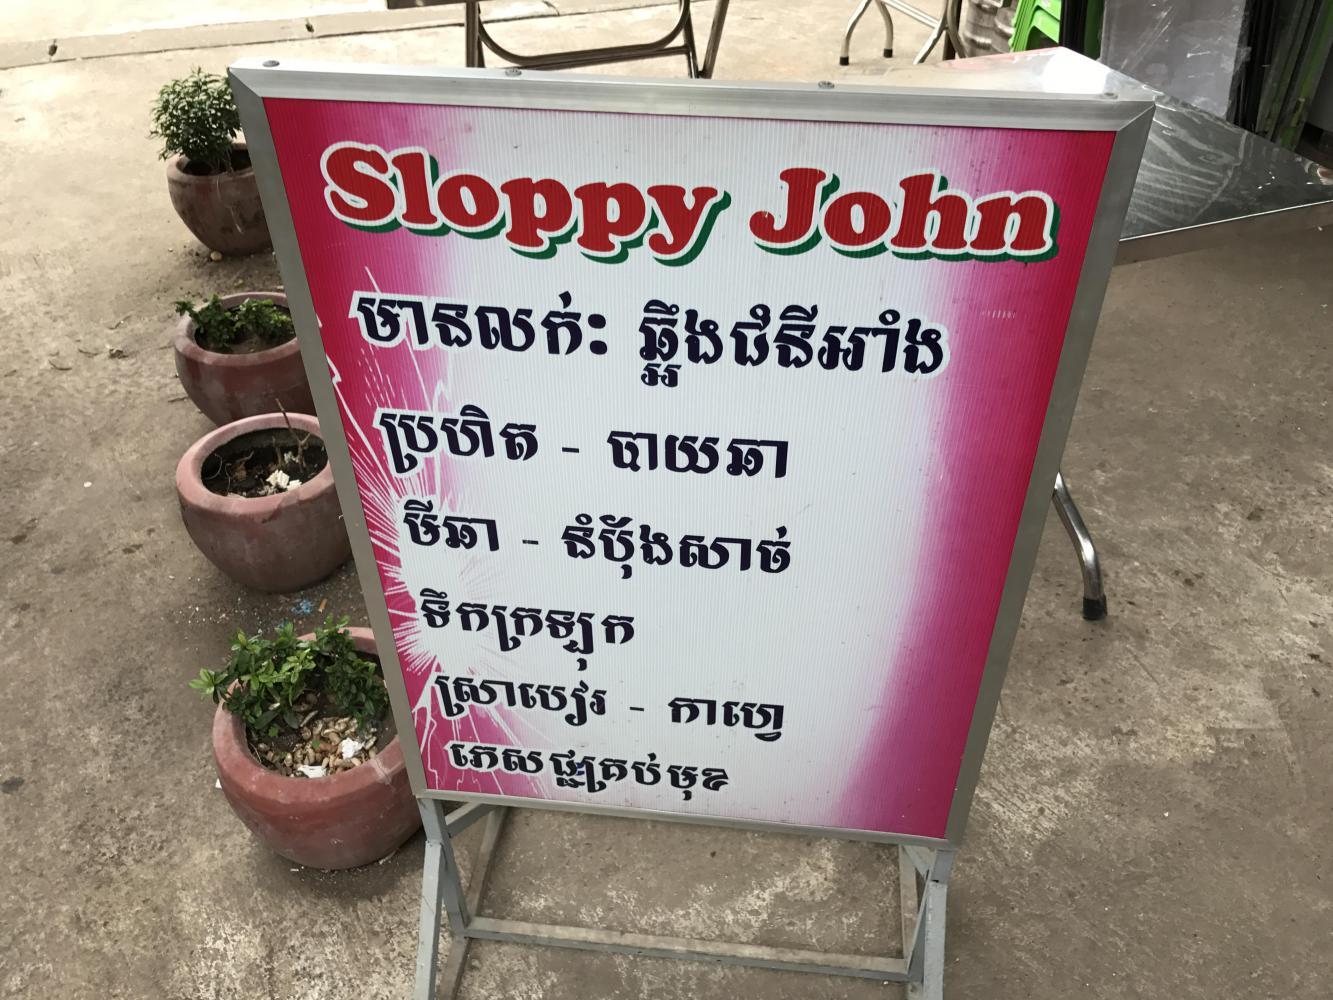 Sloppy John
មានលក់ៈ ឆ្អឹងជំនីអាំង
ប្រហិត - បាយឆា
មីឆា - នំប៉័ងសាច់
ទឹកក្រឡុក
ស្រាបៀរ - កាហ្វេ
ភេសជ្ជៈគ្រប់មុខ